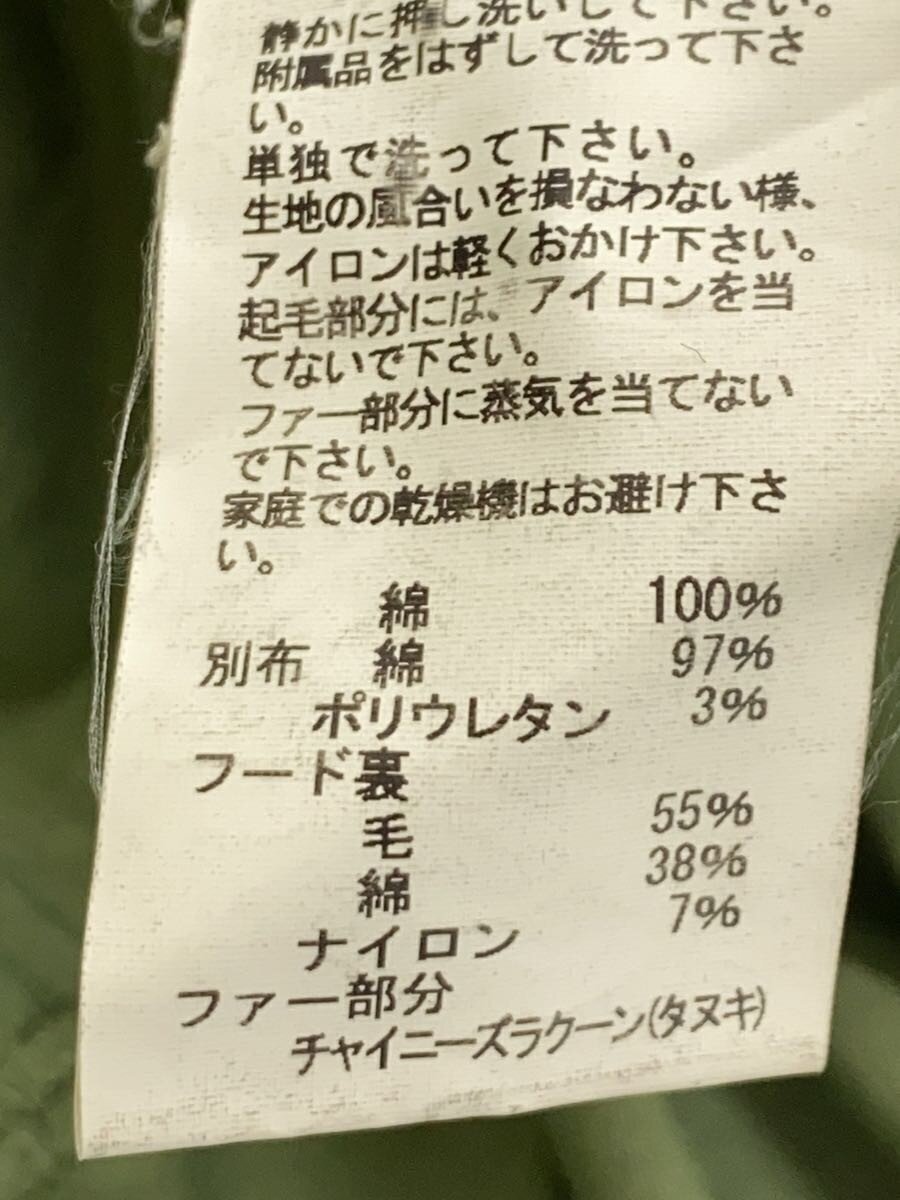 静かに押し洗いして下さい。
附属品をはずして洗って下さ
い。
単独で洗って下さい。
生地の風合いを損なわない様、
アイロンは軽くおかけ下さい。
起毛部分には、アイロンを当
てないで下さい。
ファー部分に蒸気を当てない
で下さい。
家庭での乾燥機はお避け下さ
い。
綿 100%
別布 綿 97%
ポリウレタン 3%
フード裏
毛 55%
綿 38%
ナイロン 7%
ファー部分
チャイニーズラクーン(タヌキ)